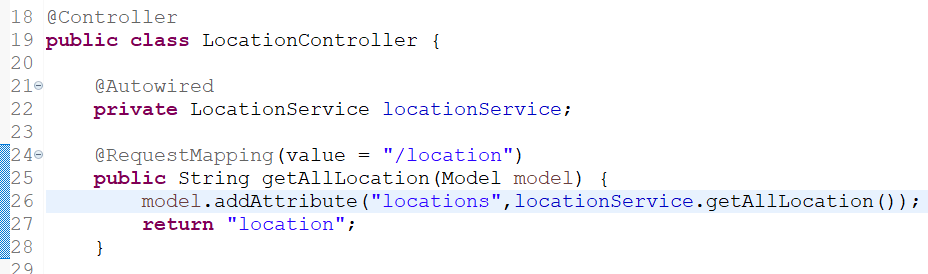 18 @Controller
19 public class LocationController {
20
21 @Autowired
22 private LocationService locationService;
23
24 @RequestMapping(value = "/location")
25 public String getAllLocation(Model model) {
26 model.addAttribute("locations",locationService.getAllLocation());
27 return "location";
28 }
29